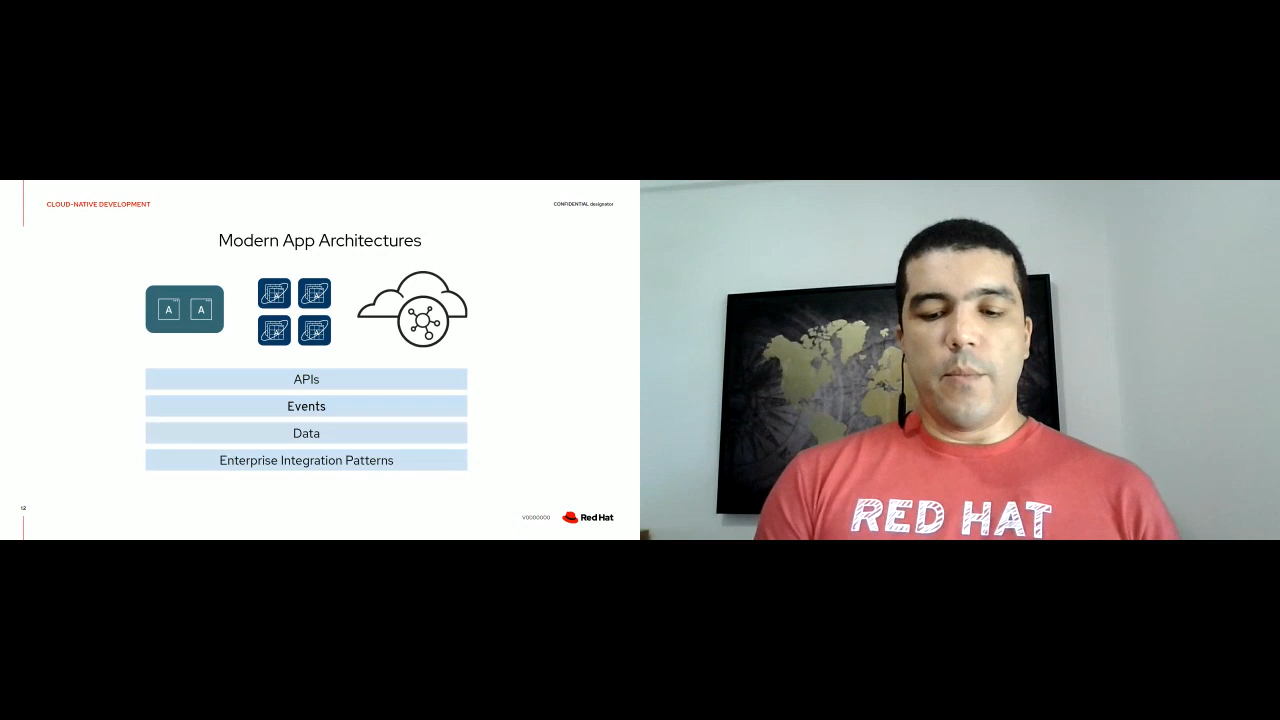 CLOUD-NATIVE DEVELOPMENT
CONFIDENTIAL designator
Modern App Architectures
A A
APIs
Events
Data
Enterprise Integration Patterns
12
V0000000
Red Hat
RED HAT